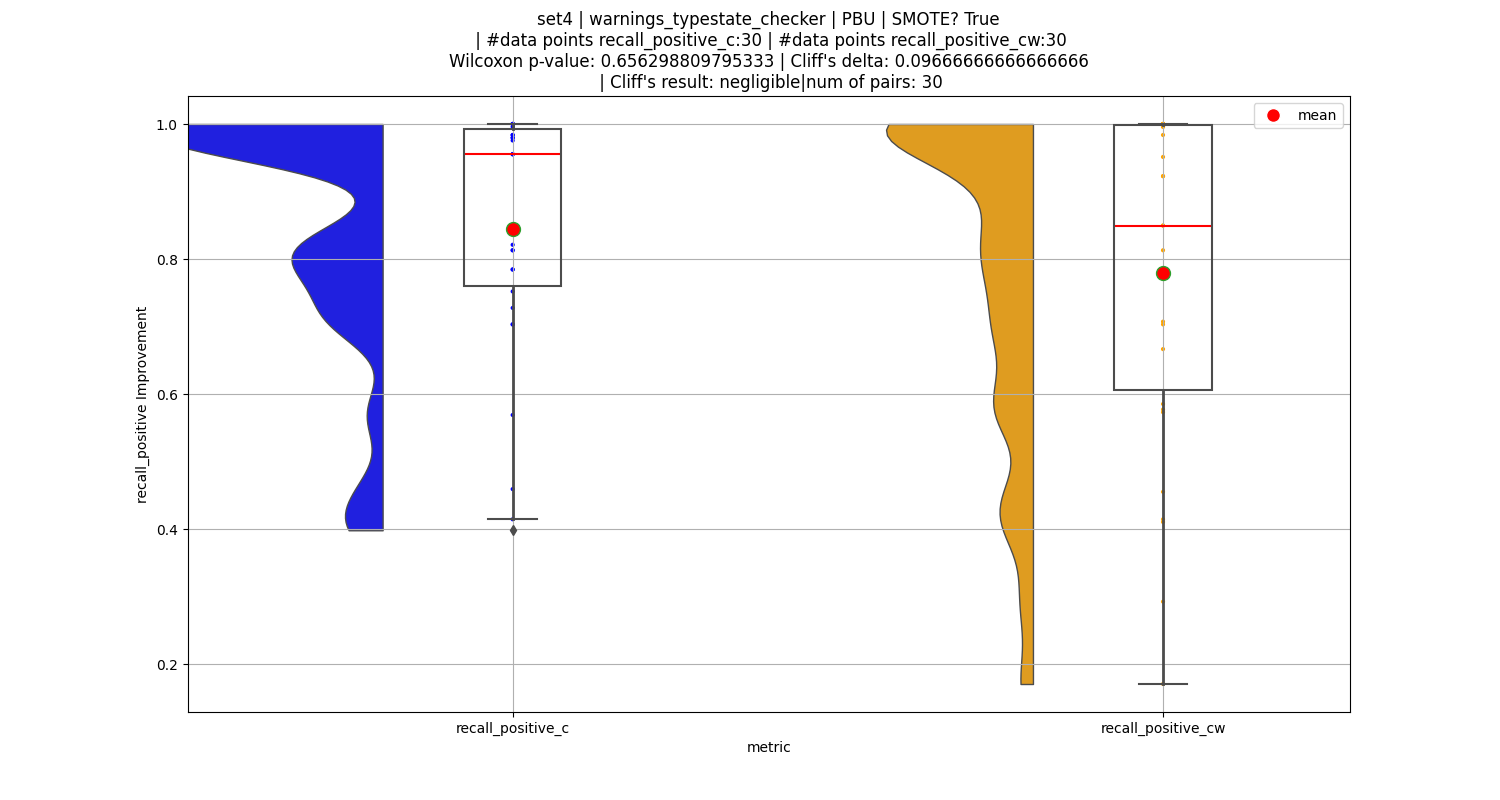 set4 | warnings_typestate_checker | PBU | SMOTE? True
| #data points recall_positive_c:30 | #data points recall_positive_cw:30
Wilcoxon p-value: 0.656298809795333 | Cliff's delta: 0.09666666666666666
| Cliff's result: negligible|num of pairs: 30
mean
1.0
0.8
0.6
0.4
0.2
recall_positive Improvement
recall_positive_c
recall_positive_cw
metric